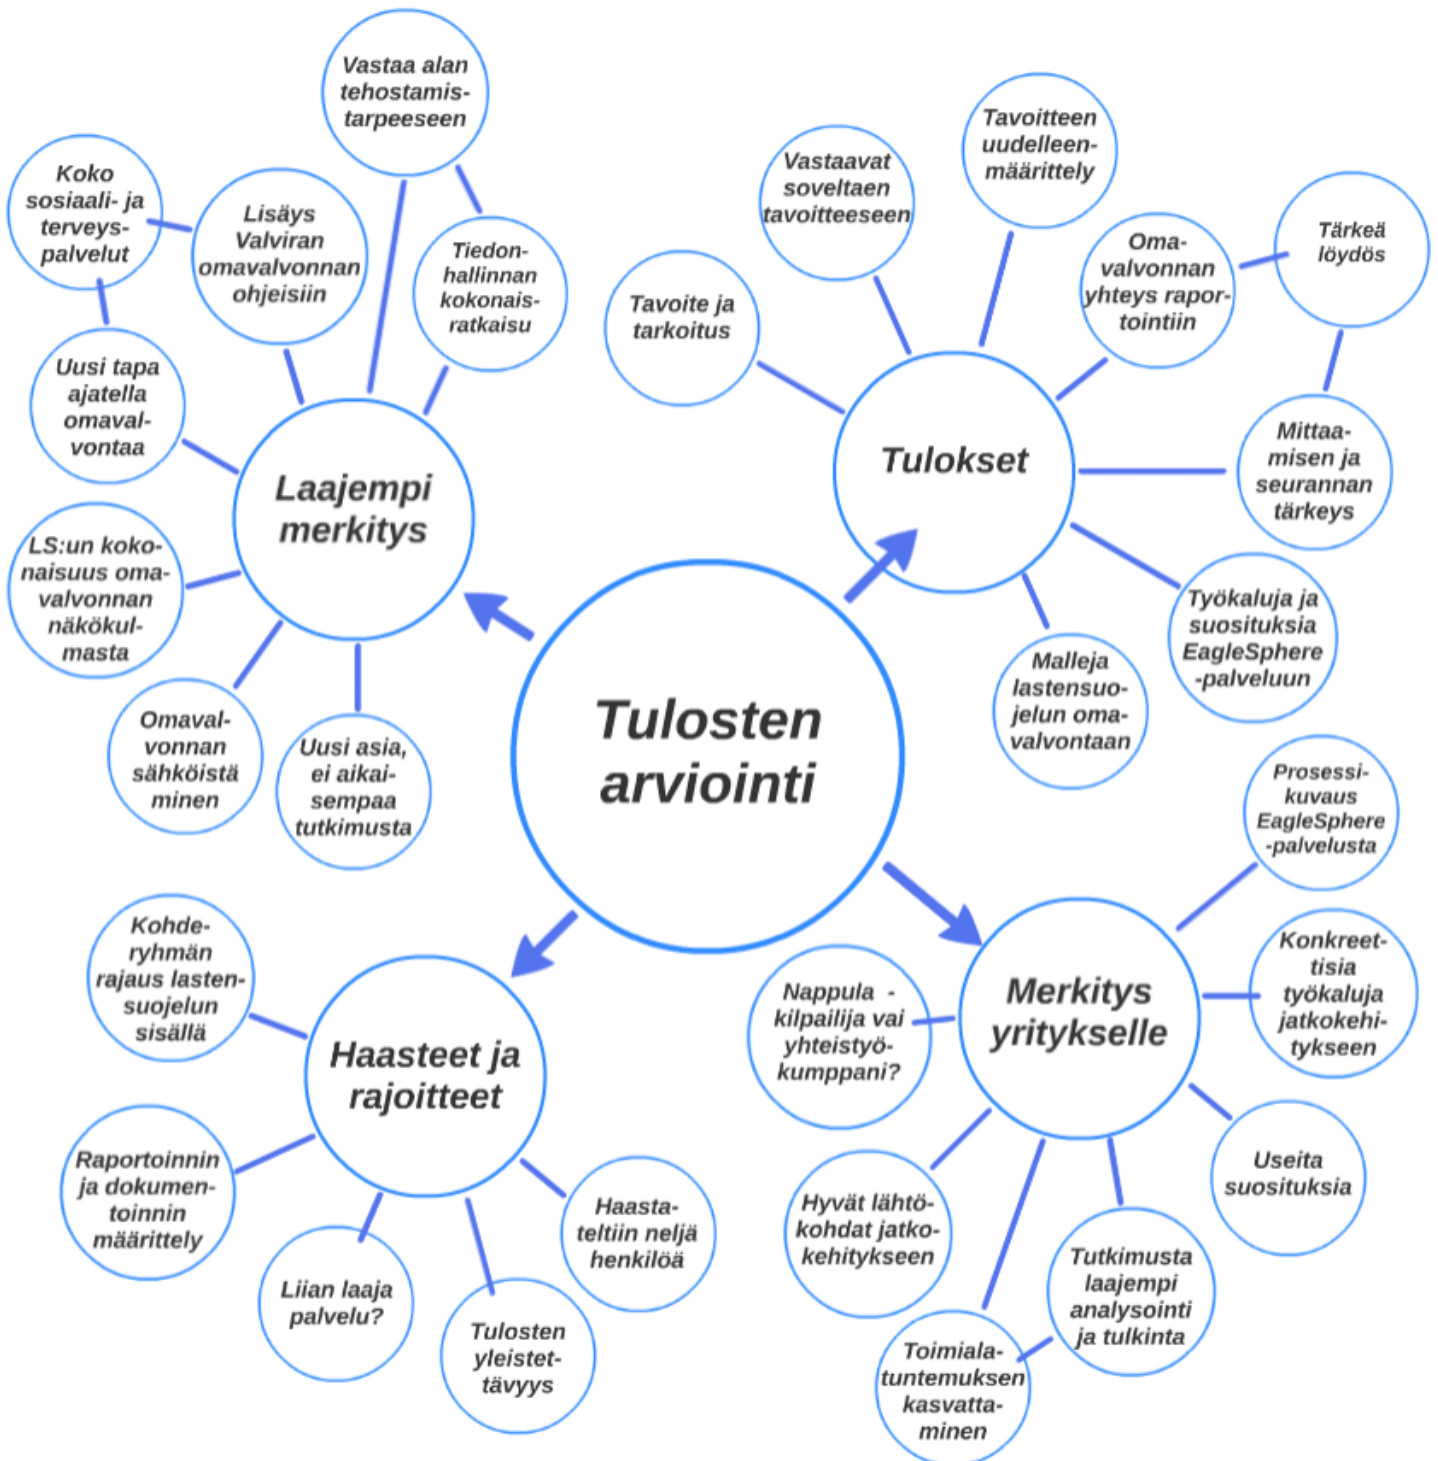 Tulosten
arviointi
Laajempi
merkitys
Vastaa alan
tehostamis-
tarpeeseen
Tiedon-
hallinnan
kokonais-
ratkaisu
Lisäys
Valviran
omavalvonnan
ohjeisiin
Koko
sosiaali- ja
terveys-
palvelut
Uusi tapa
ajatella
omaval-
vontaa
LS:un koko-
naisuus oma-
valvonnan
näkökul-
masta
Omaval-
vonnan
sähköistä
minen
Uusi asia,
ei aikai-
sempaa
tutkimusta
Tulokset
Tavoite ja
tarkoitus
Vastaavat
soveltaen
tavoitteeseen
Tavoitteen
uudelleen-
määrittely
Oma-
valvonnan
yhteys rapor-
tointiin
Tärkeä
löydös
Mittaa-
misen ja
seurannan
tärkeys
Työkaluja ja
suosituksia
EagleSphere
-palveluun
Malleja
lastensuo-
jelun oma-
valvontaan
Merkitys
yritykselle
Prosessi-
kuvaus
EagleSphere
-palvelusta
Konkreet-
tisia
työkaluja
jatkokehi-
tykseen
Useita
suosituksia
Tutkimusta
laajempi
analysointi
ja tulkinta
Toimiala-
tuntemuksen
kasvatta-
minen
Hyvät lähtö-
kohdat jatko-
kehitykseen
Nappula -
kilpailija vai
yhteistyö-
kumppani?
Haasteet ja
rajoitteet
Kohde-
ryhmän
rajaus lasten-
suojelun
sisällä
Raportoinnin
ja dokumen-
toinnin
määrittely
Liian laaja
palvelu?
Tulosten
yleistet-
tävyys
Haasta-
teltiin neljä
henkilöä